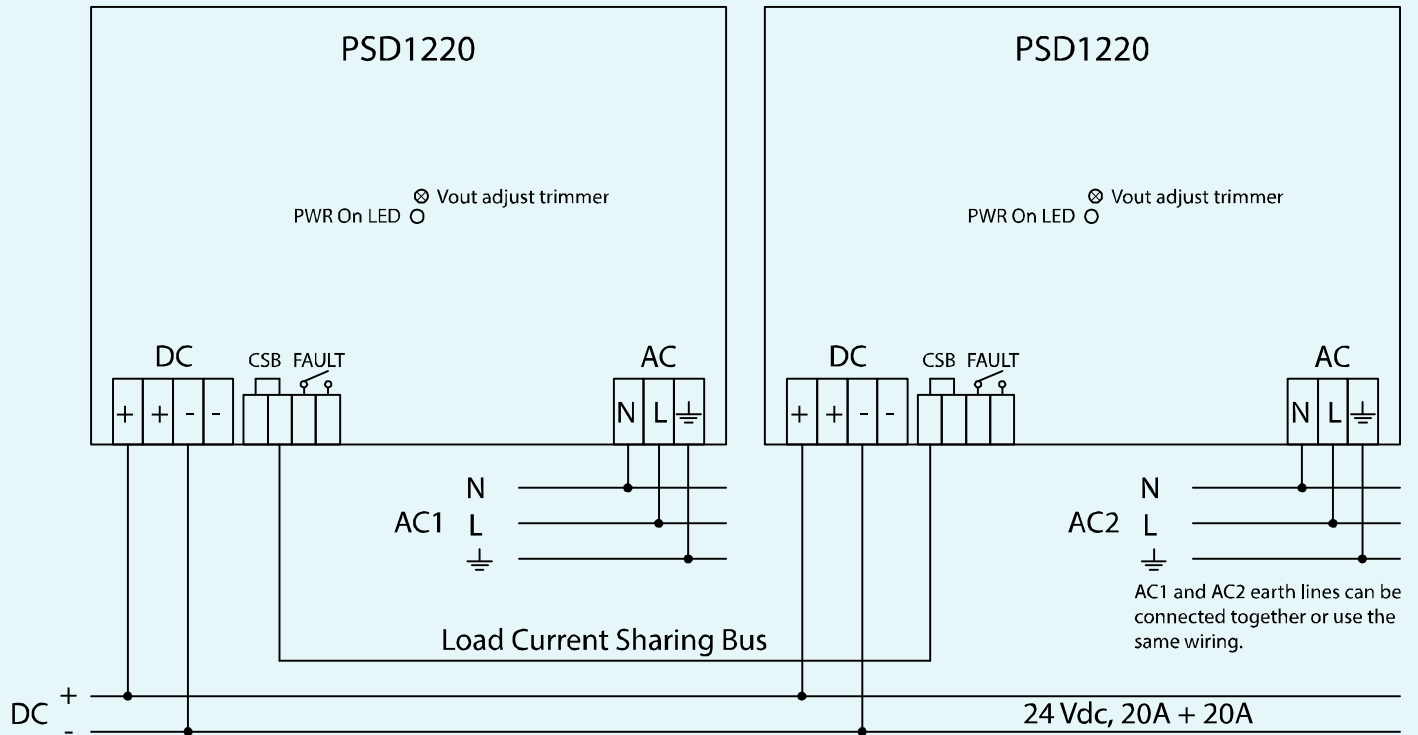 PSD1220
Vout adjust trimmer
PWR On LED
DC
CSB FAULT
AC
+ + - -
N L ⏚
N
AC1 L
⏚
PSD1220
Vout adjust trimmer
PWR On LED
DC
CSB FAULT
AC
+ + - -
N L ⏚
N
AC2 L
⏚
AC1 and AC2 earth lines can be
connected together or use the
same wiring.
Load Current Sharing Bus
+
DC
-
24 Vdc, 20A + 20A